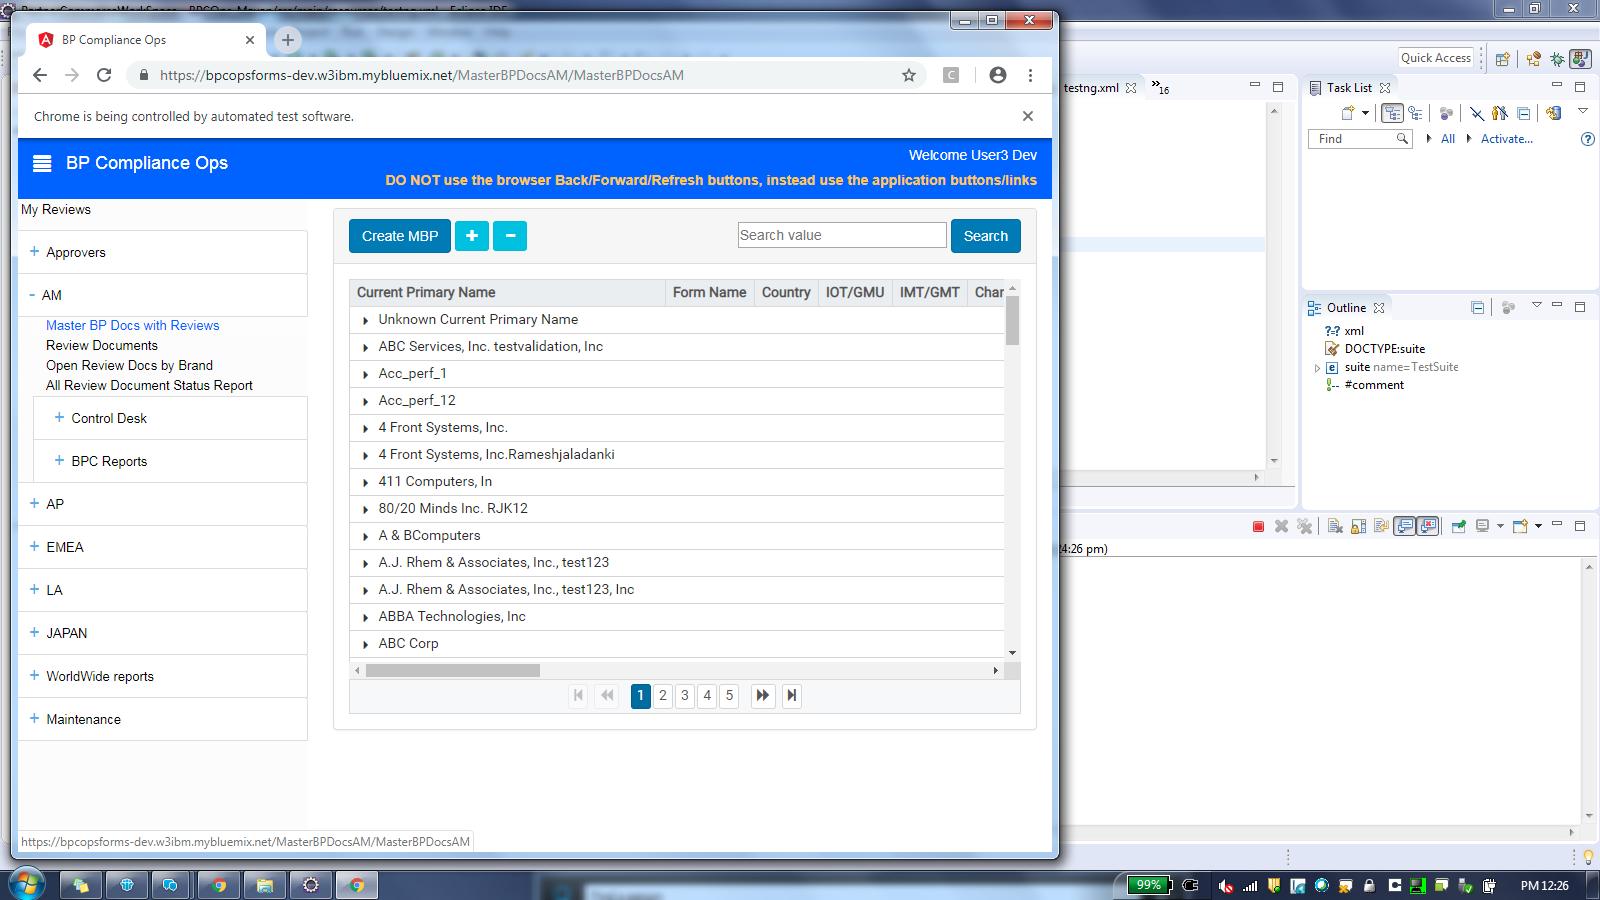 BP Compliance Ops
https://bpcopsforms-dev.w3ibm.mybluemix.net/MasterBPDocsAM/MasterBPDocsAM
C
Chrome is being controlled by automated test software.
BP Compliance Ops
Welcome User3 Dev
DO NOT use the browser Back/Forward/Refresh buttons, instead use the application buttons/links
My Reviews
+ Approvers
- AM
Master BP Docs with Reviews
Review Documents
Open Review Docs by Brand
All Review Document Status Report
+ Control Desk
+ BPC Reports
+ AP
+ EMEA
+ LA
+ JAPAN
+ WorldWide reports
+ Maintenance
Create MBP + -
Search value Search
Current Primary Name Form Name Country IOT/GMU IMT/GMT Char
Unknown Current Primary Name
ABC Services, Inc. testvalidation, Inc
Acc_perf_1
Acc_perf_12
4 Front Systems, Inc.
4 Front Systems, Inc.Rameshjaladanki
411 Computers, In
80/20 Minds Inc. RJK12
A & BComputers
A.J. Rhem & Associates, Inc., test123
A.J. Rhem & Associates, Inc., test123, Inc
ABBA Technologies, Inc
ABC Corp
1 2 3 4 5
https://bpcopsforms-dev.w3ibm.mybluemix.net/MasterBPDocsAM/MasterBPDocsAM
Quick Access
testng.xml
»16
Task List
Find
All
Activate...
Outline
?=? xml
DOCTYPE:suite
e suite name=TestSuite
#comment
4:26 pm)
99%
PM 12:26